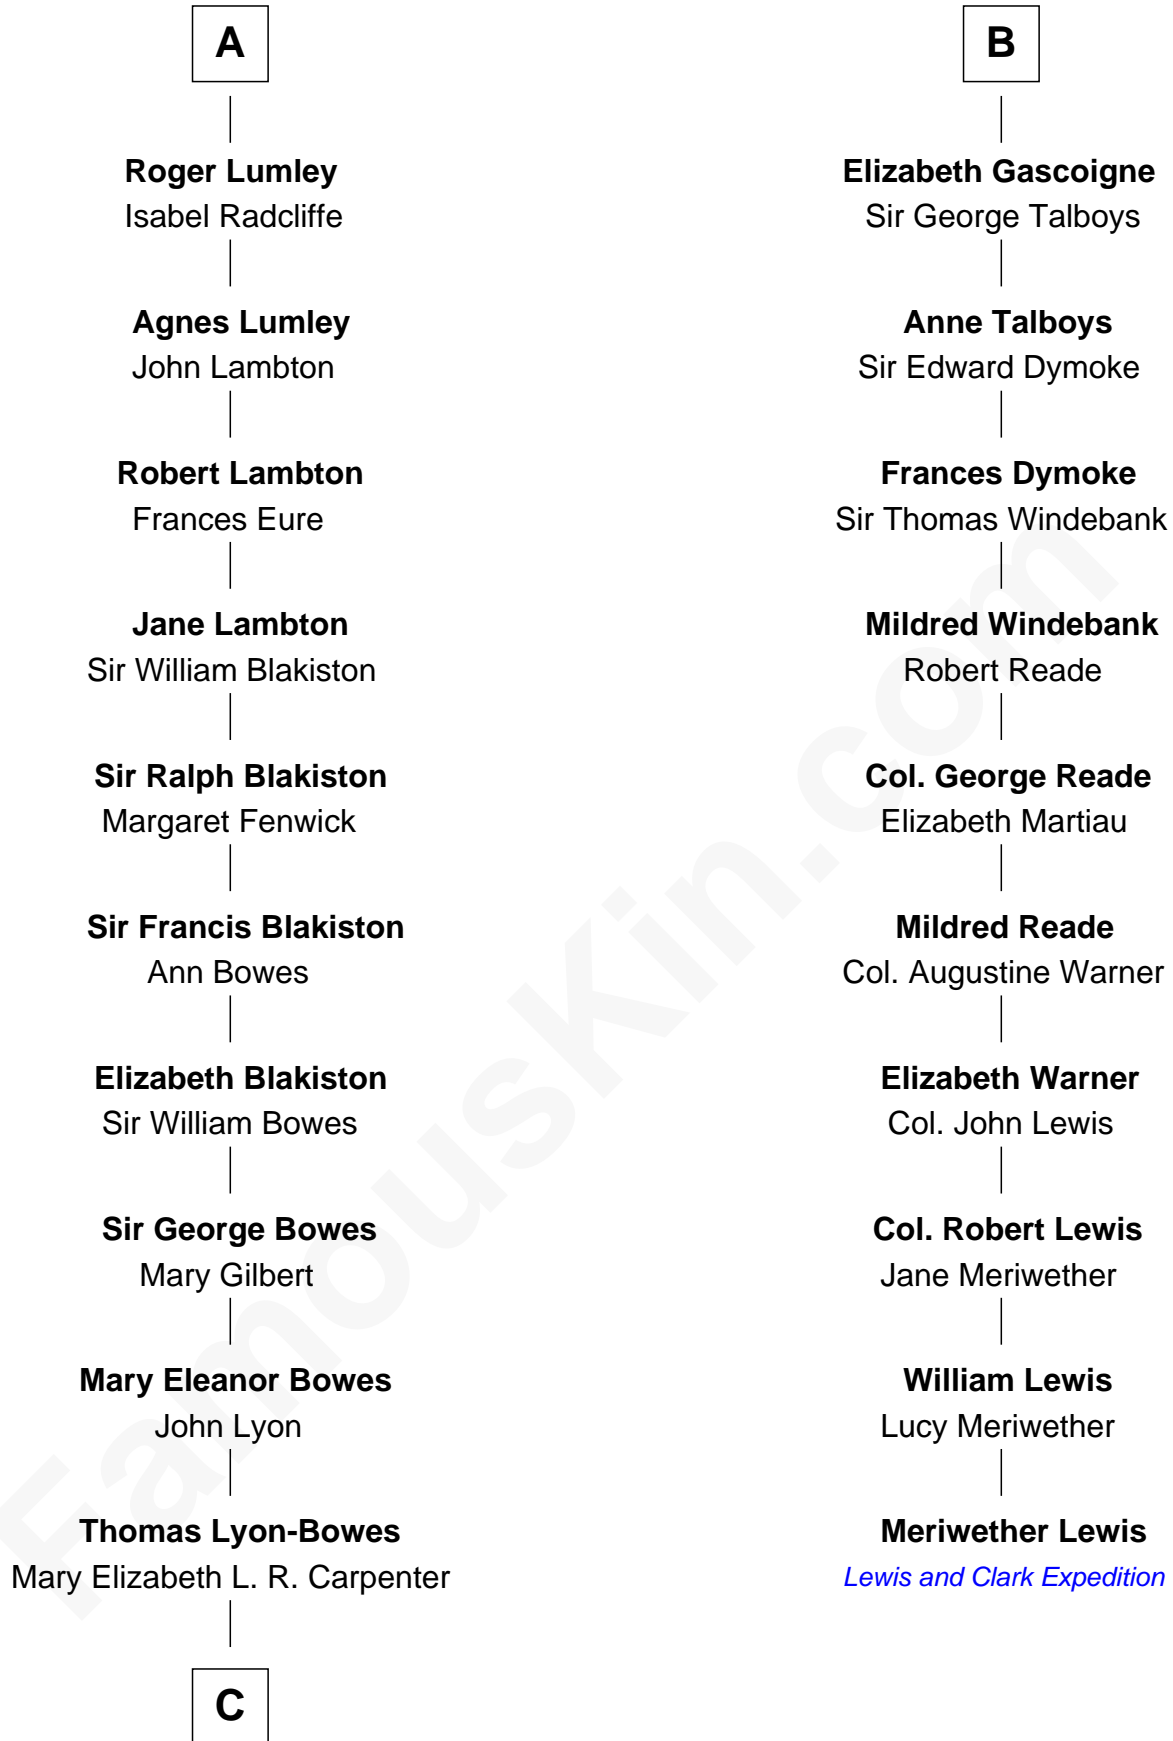 A
Roger Lumley
Isabel Radcliffe
Agnes Lumley
John Lambton
Robert Lambton
Frances Eure
Jane Lambton
Sir William Blakiston
Sir Ralph Blakiston
Margaret Fenwick
Sir Francis Blakiston
Ann Bowes
Elizabeth Blakiston
Sir William Bowes
Sir George Bowes
Mary Gilbert
Mary Eleanor Bowes
John Lyon
Thomas Lyon-Bowes
Mary Elizabeth L. R. Carpenter
C
B
Elizabeth Gascoigne
Sir George Talboys
Anne Talboys
Sir Edward Dymoke
Frances Dymoke
Sir Thomas Windebank
Mildred Windebank
Robert Reade
Col. George Reade
Elizabeth Martiau
Mildred Reade
Col. Augustine Warner
Elizabeth Warner
Col. John Lewis
Col. Robert Lewis
Jane Meriwether
William Lewis
Lucy Meriwether
Meriwether Lewis
Lewis and Clark Expedition
FamousKin.com